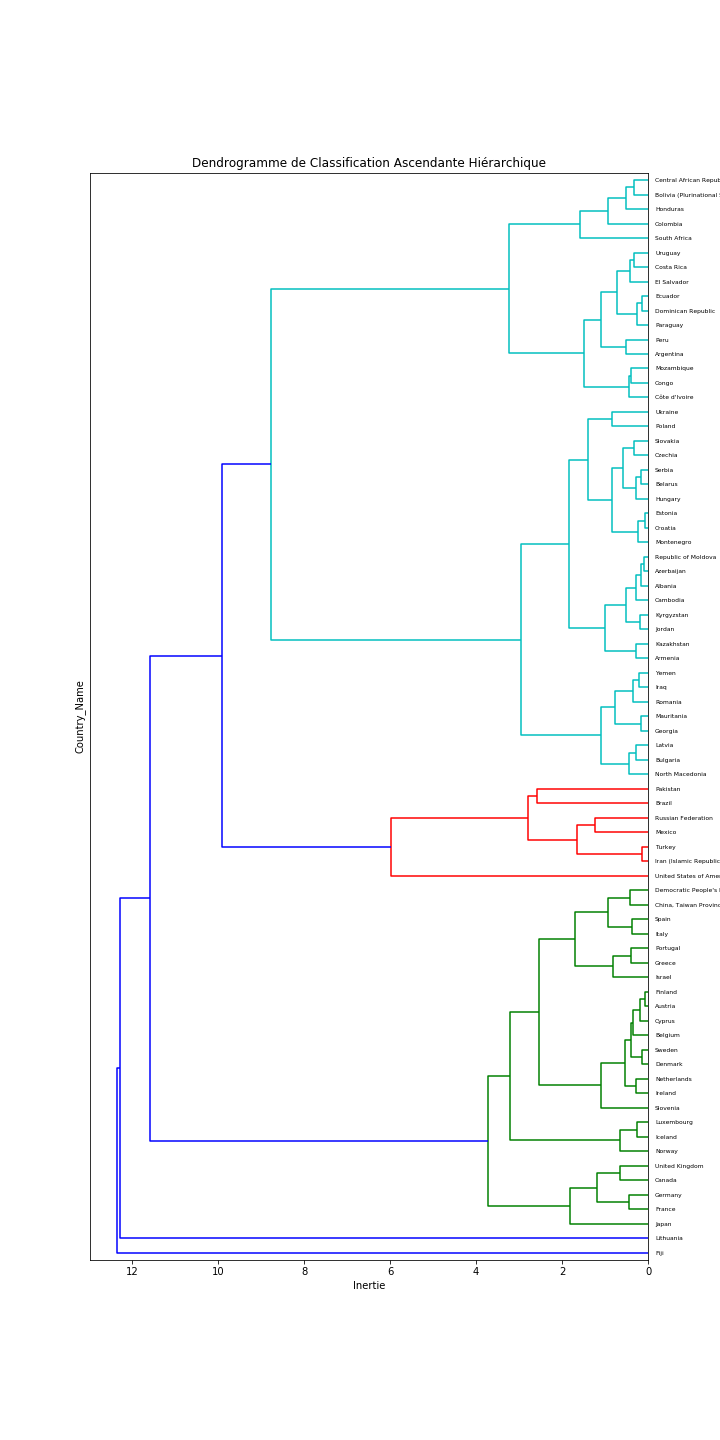 Dendrogramme de Classification Ascendante Hiérarchique
Central African Repub
Bolivia (Plurinational S
Honduras
Colombia
South Africa
Uruguay
Costa Rica
El Salvador
Ecuador
Dominican Republic
Paraguay
Peru
Argentina
Mozambique
Congo
Côte d'Ivoire
Ukraine
Poland
Slovakia
Czechia
Serbia
Belarus
Hungary
Estonia
Croatia
Montenegro
Republic of Moldova
Azerbaijan
Albania
Cambodia
Kyrgyzstan
Jordan
Kazakhstan
Armenia
Yemen
Iraq
Romania
Mauritania
Georgia
Latvia
Bulgaria
North Macedonia
Pakistan
Brazil
Russian Federation
Mexico
Turkey
Iran (Islamic Republic
United States of Amer
Democratic People's
China, Taiwan Provinc
Spain
Italy
Portugal
Greece
Israel
Finland
Austria
Cyprus
Belgium
Sweden
Denmark
Netherlands
Ireland
Slovenia
Luxembourg
Iceland
Norway
United Kingdom
Canada
Germany
France
Japan
Lithuania
Fiji
Country_Name
12 10 8 6 4 2 0
Inertie